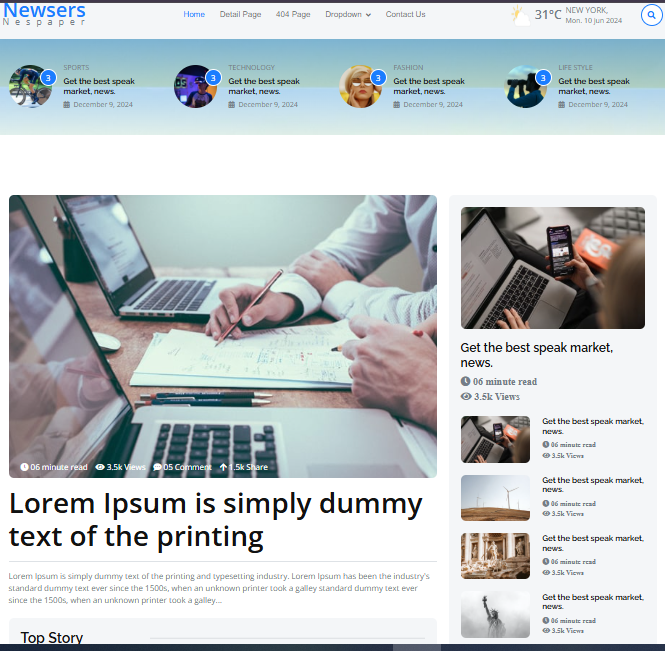 Newsers
Nespaper
Home
Detail Page
404 Page
Dropdown
Contact Us
31°C
NEW YORK,
Mon. 10 jun 2024
SPORTS
3
Get the best speak
market, news.
December 9, 2024
TECHNOLOGY
3
Get the best speak
market, news.
December 9, 2024
FASHION
3
Get the best speak
market, news.
December 9, 2024
LIFE STYLE
3
Get the best speak
market, news.
December 9, 2024
06 minute read
3.5k Views
05 Comment
1.5k Share
Lorem Ipsum is simply dummy
text of the printing
Lorem Ipsum is simply dummy text of the printing and typesetting industry. Lorem Ipsum has been the industry's
standard dummy text ever since the 1500s, when an unknown printer took a galley standard dummy text ever
since the 1500s, when an unknown printer took a galley...
Top Story
Get the best speak market,
news.
06 minute read
3.5k Views
Get the best speak market,
news.
06 minute read
3.5k Views
Get the best speak market,
news.
06 minute read
3.5k Views
Get the best speak market,
news.
06 minute read
3.5k Views
Get the best speak market,
news.
06 minute read
3.5k Views